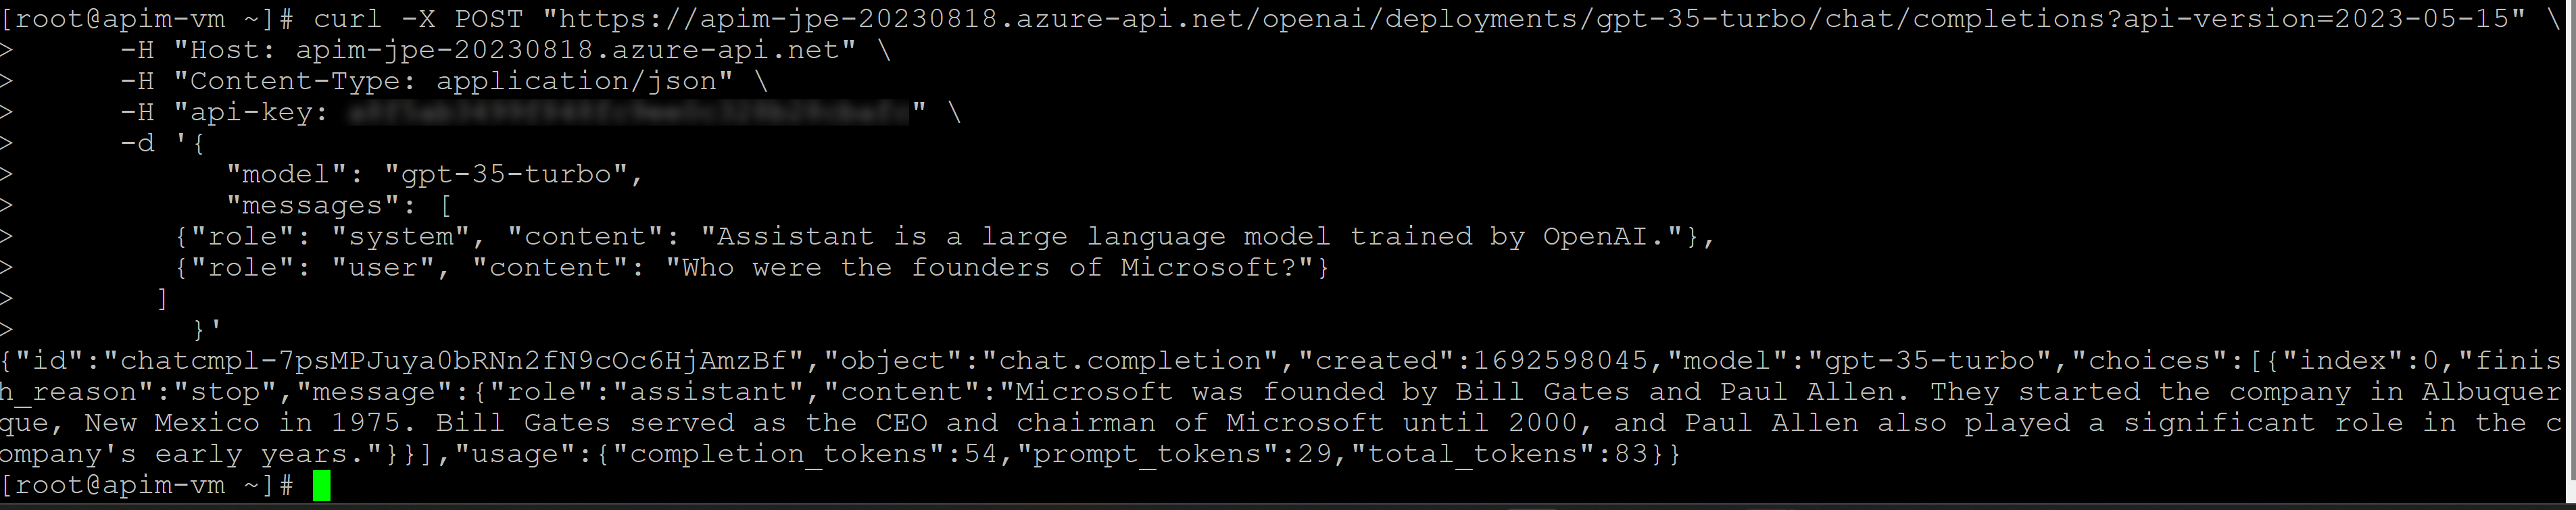 [root@apim-vm ~]# curl -X POST "https://apim-jpe-20230818.azure-api.net/openai/deployments/gpt-35-turbo/chat/completions?api-version=2023-05-15" \
>      -H "Host: apim-jpe-20230818.azure-api.net" \
>      -H "Content-Type: application/json" \
>      -H "api-key: " \
>      -d '{
>            "model": "gpt-35-turbo",
>            "messages": [
>         {"role": "system", "content": "Assistant is a large language model trained by OpenAI."},
>         {"role": "user", "content": "Who were the founders of Microsoft?"}
>        ]
>          }'
{"id":"chatcmpl-7psMPJuya0bRNn2fN9cOc6HjAmzBf","object":"chat.completion","created":1692598045,"model":"gpt-35-turbo","choices":[{"index":0,"finis
h_reason":"stop","message":{"role":"assistant","content":"Microsoft was founded by Bill Gates and Paul Allen. They started the company in Albuquer
que, New Mexico in 1975. Bill Gates served as the CEO and chairman of Microsoft until 2000, and Paul Allen also played a significant role in the c
ompany's early years."}}],"usage":{"completion_tokens":54,"prompt_tokens":29,"total_tokens":83}}
[root@apim-vm ~]#